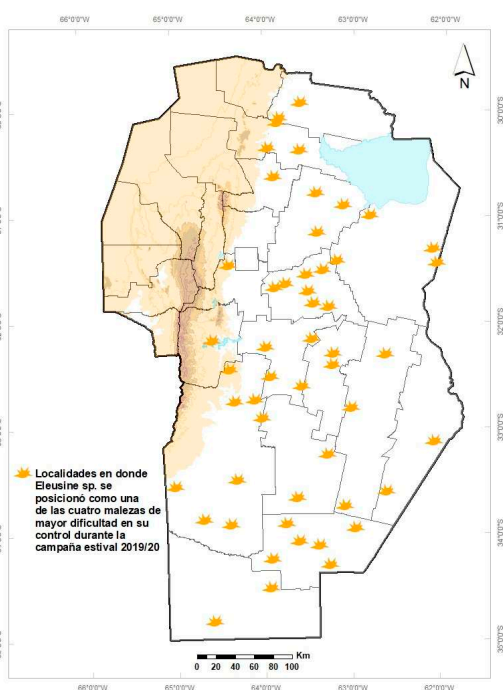 66°0'0"O 65°0'0"O 64°0'0"O 63°0'0"O 62°0'0"O
N
30°0'0"S
31°0'0"S
32°0'0"S
33°0'0"S
Localidades en donde
Eleusine sp. se
posicionó como una
de las cuatro malezas de
mayor dificultad en su
control durante la
campaña estival 2019/20
34°0'0"S
35°0'0"S
Km
0 20 40 60 80 100
66°0'0"O 65°0'0"O 64°0'0"O 63°0'0"O 62°0'0"O